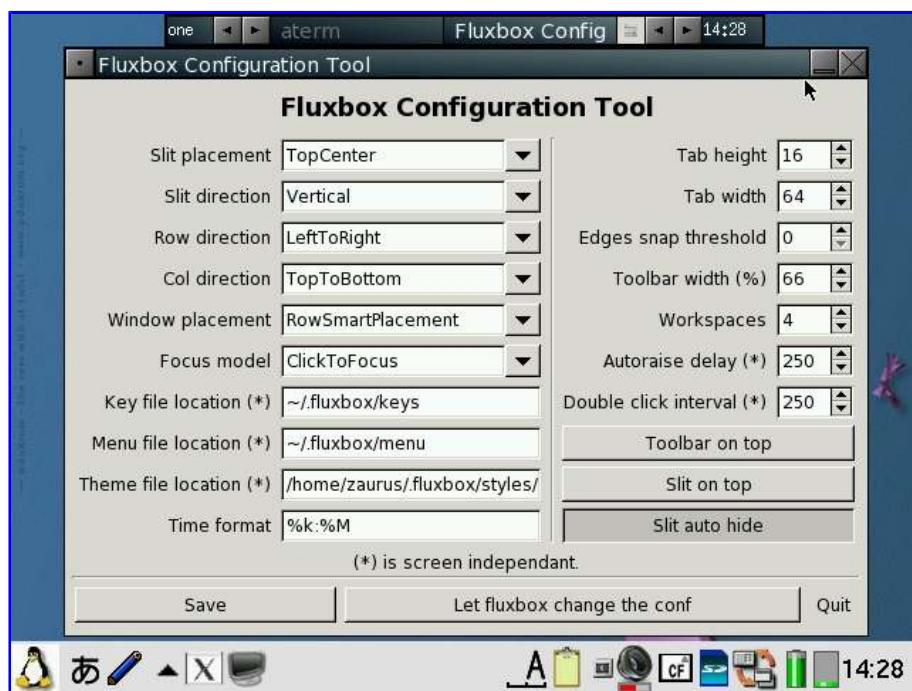 one aterm Fluxbox Config 14:28
Fluxbox Configuration Tool
Fluxbox Configuration Tool
Slit placement TopCenter
Slit direction Vertical
Row direction LeftToRight
Col direction TopToBottom
Window placement RowSmartPlacement
Focus model ClickToFocus
Key file location (*) ~/.fluxbox/keys
Menu file location (*) ~/.fluxbox/menu
Theme file location (*) /home/zaurus/.fluxbox/styles/
Time format %k:%M
Tab height 16
Tab width 64
Edges snap threshold 0
Toolbar width (%) 66
Workspaces 4
Autoraise delay (*) 250
Double click interval (*) 250
Toolbar on top
Slit on top
Slit auto hide
(*) is screen independant.
Save Let fluxbox change the conf Quit
あ X A CF 14:28